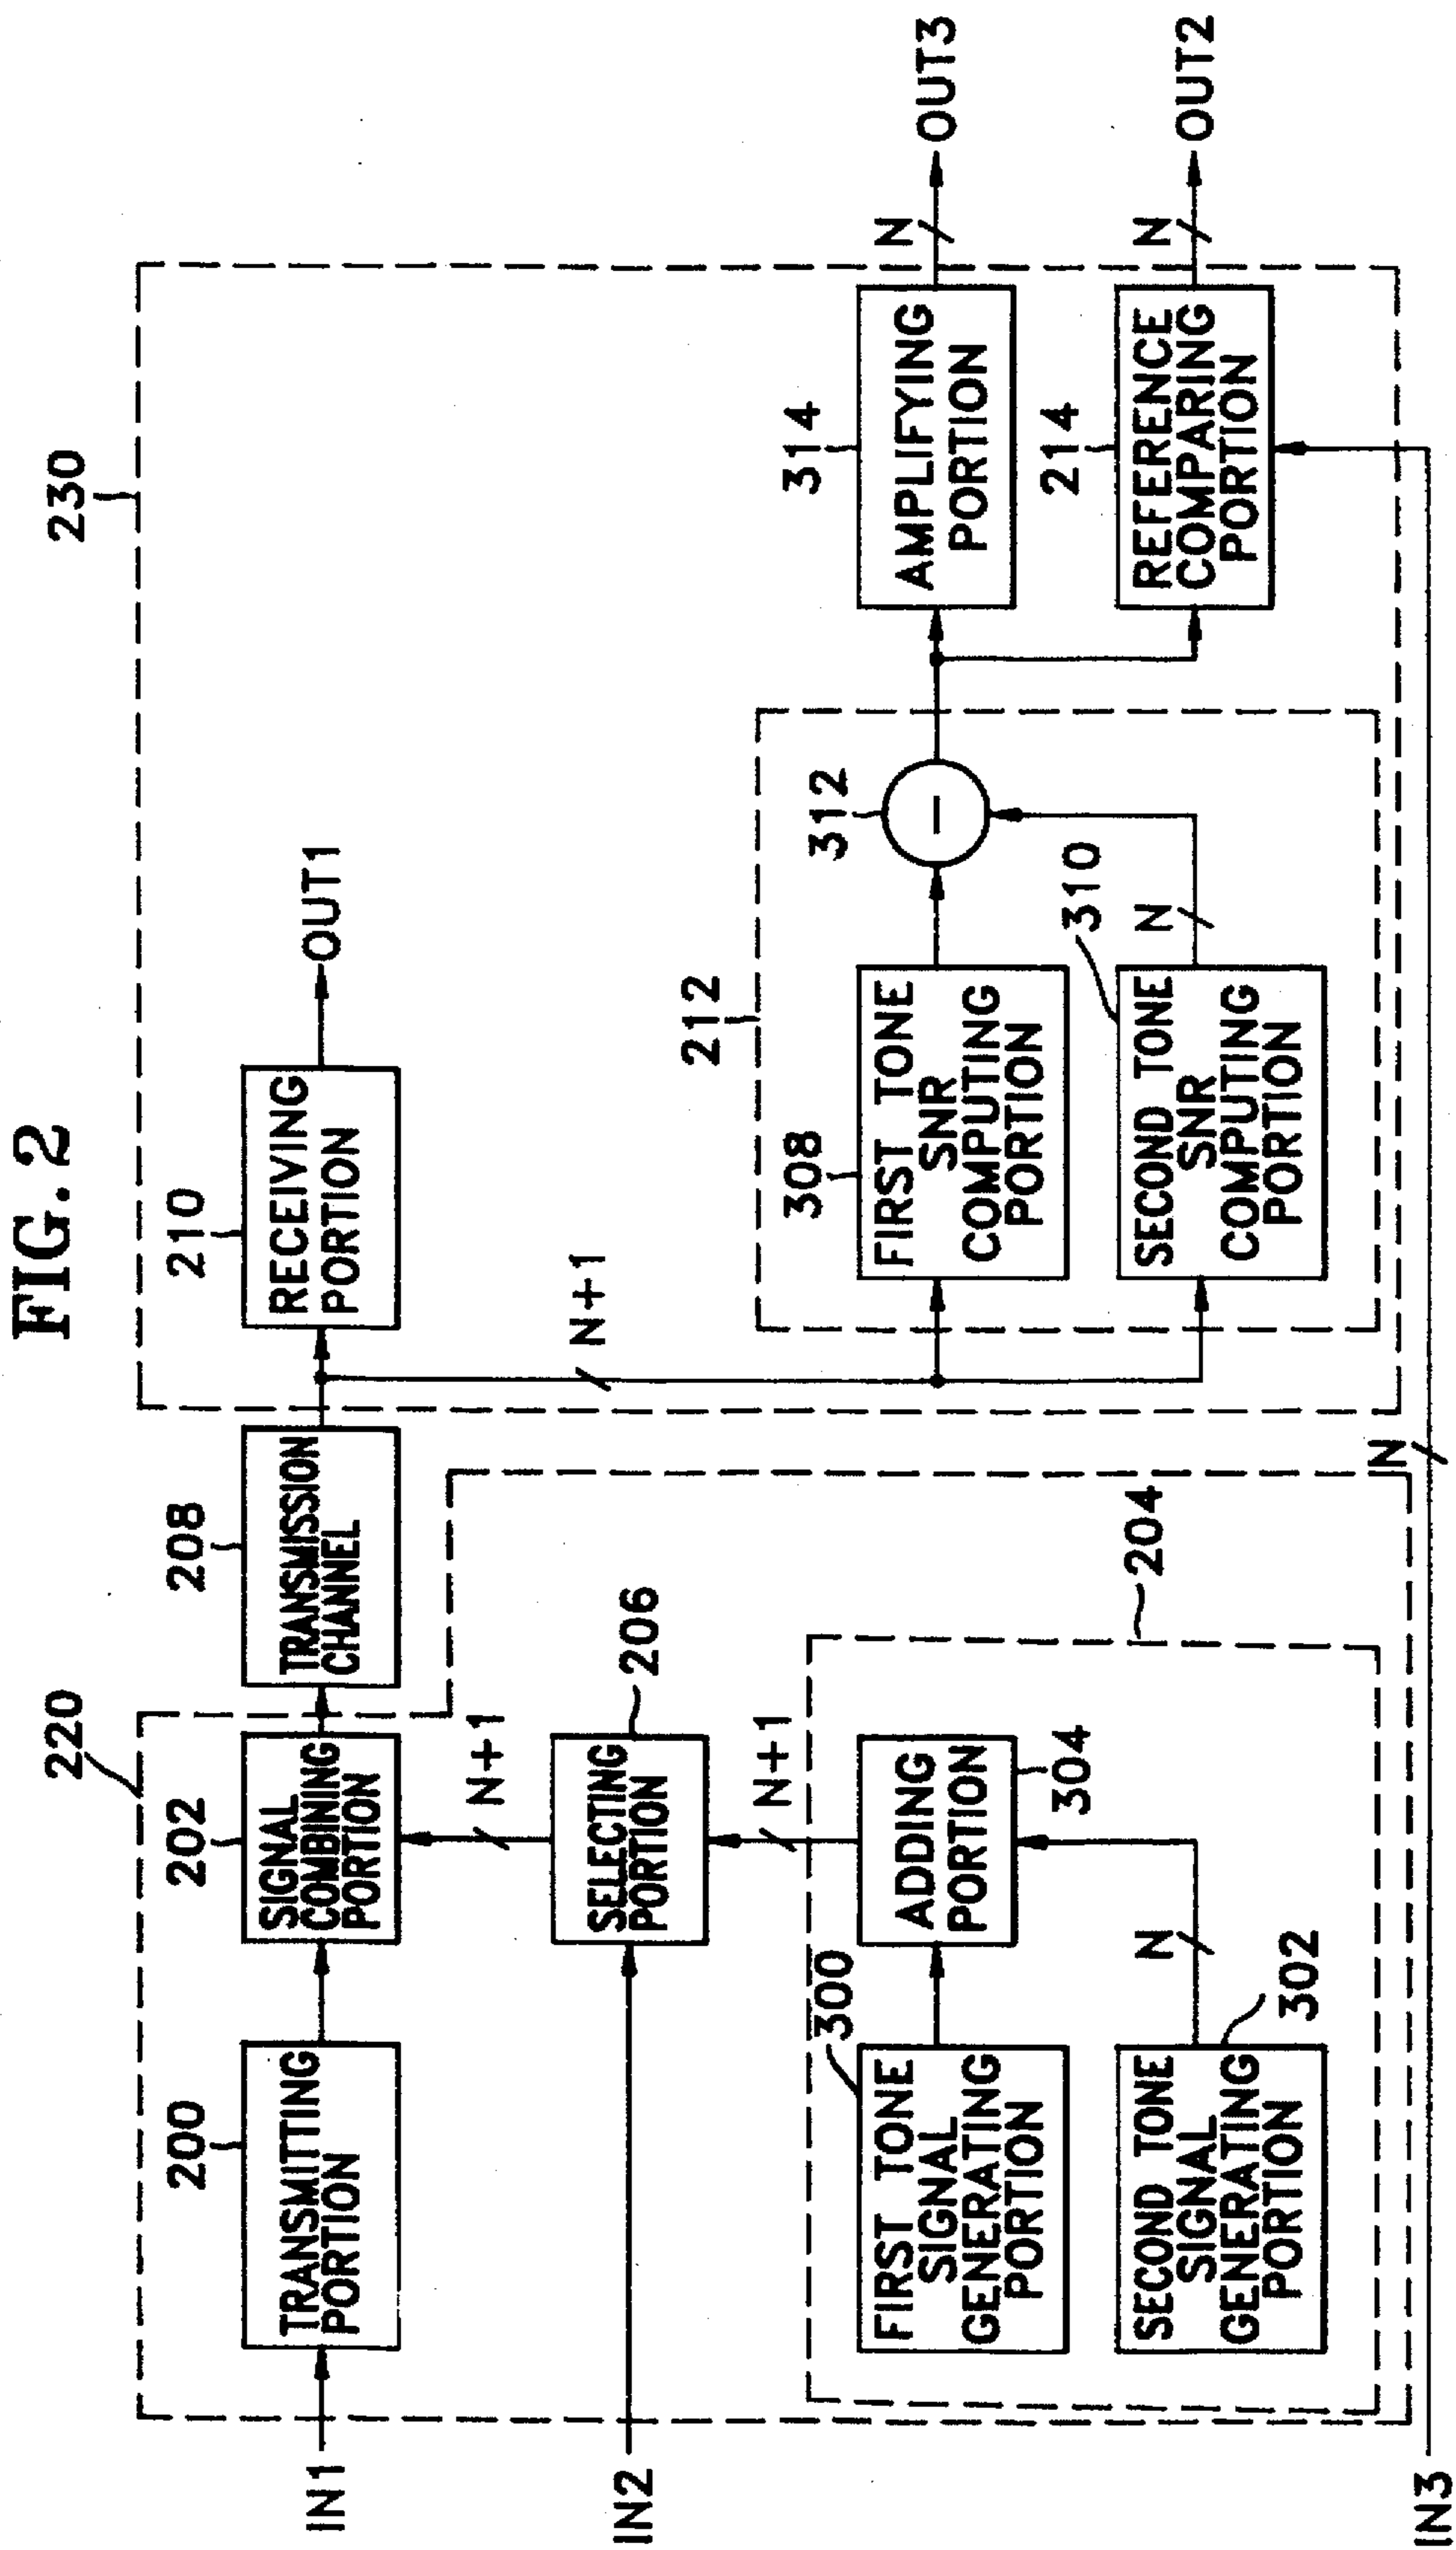 FIG. 2
230
220
200
TRANSMITTING
PORTION
202
SIGNAL
COMBINING
PORTION
208
TRANSMISSION
CHANNEL
210
RECEIVING
PORTION
OUT1
IN1
N+1
N+1
IN2
SELECTING
PORTION
206
N+1
212
300
FIRST TONE
SIGNAL
GENERATING
PORTION
ADDING
PORTION
304
204
308
FIRST TONE
SNR
COMPUTING
PORTION
312
−
314
AMPLIFYING
PORTION
N
OUT3
SECOND TONE
SIGNAL
GENERATING
PORTION
302
N
SECOND TONE
SNR
COMPUTING
PORTION
310
N
214
REFERENCE
COMPARING
PORTION
N
OUT2
IN3
N